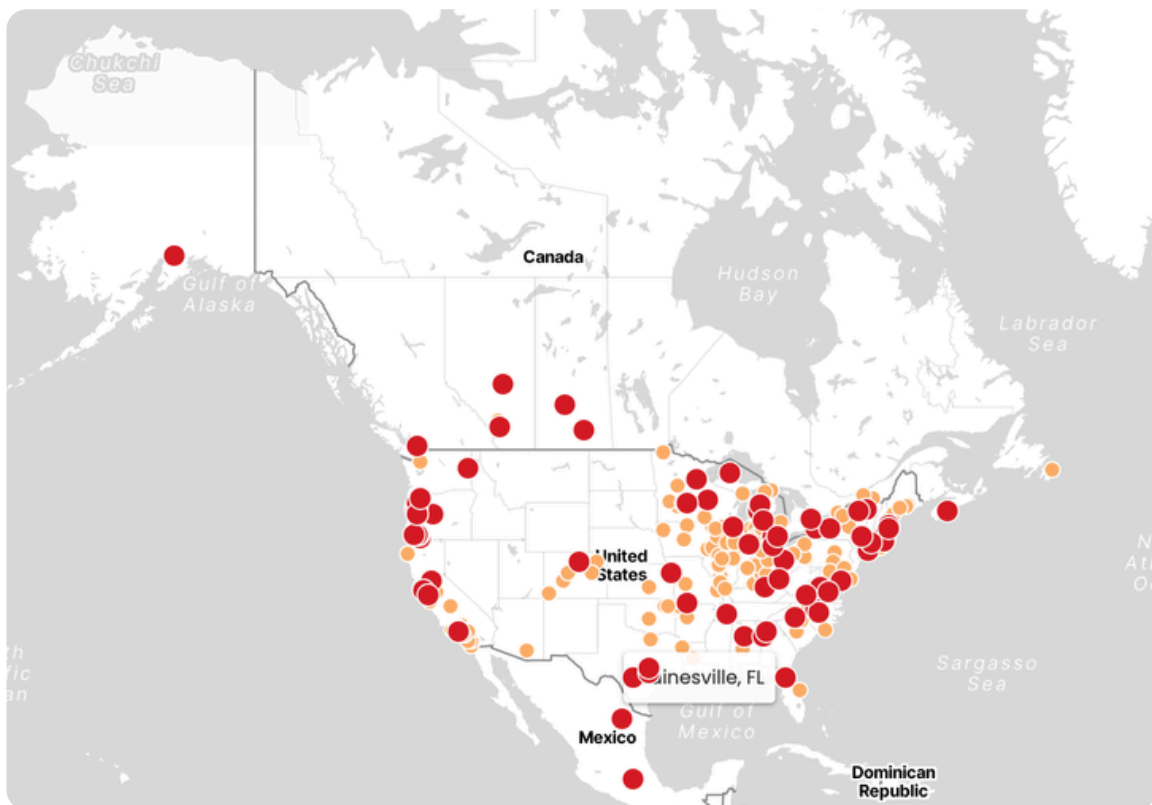 Chukchi
Sea
Canada
Gulf of
Alaska
Hudson
Bay
Labrador
Sea
United
States
Sargasso
Sea
ainesville, FL
Gulf of
Mexico
Mexico
Dominican
Republic